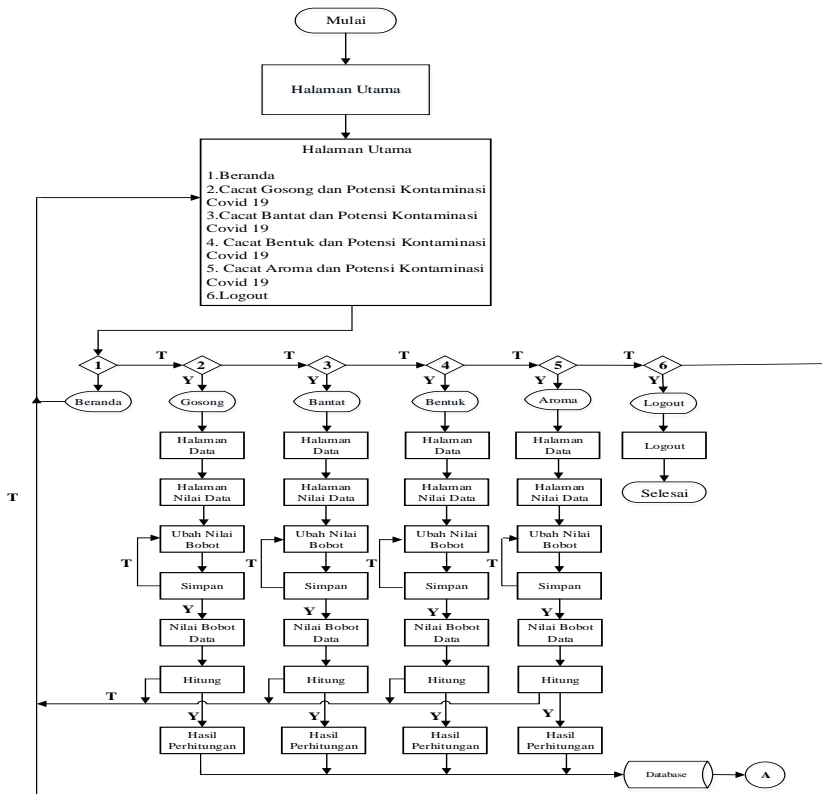 Mulai
Halaman Utama
Halaman Utama
1.Beranda
2.Cacat Gosong dan Potensi Kontaminasi
Covid 19
3.Cacat Bantat dan Potensi Kontaminasi
Covid 19
4. Cacat Bentuk dan Potensi Kontaminasi
Covid 19
5. Cacat Aroma dan Potensi Kontaminasi
Covid 19
6.Logout
1 T 2 T 3 T 4 T 5 T 6
Y Y Y Y Y
Beranda Gosong Bantat Bentuk Aroma Logout
Halaman
Data
Halaman
Data
Halaman
Data
Halaman
Data
Logout
Halaman
Nilai Data
Halaman
Nilai Data
Halaman
Nilai Data
Halaman
Nilai Data
Selesai
T
Ubah Nilai
Bobot
Ubah Nilai
Bobot
Ubah Nilai
Bobot
Ubah Nilai
Bobot
T T T T
Simpan Simpan Simpan Simpan
Y Y Y Y
Nilai Bobot
Data
Nilai Bobot
Data
Nilai Bobot
Data
Nilai Bobot
Data
Hitung Hitung Hitung Hitung
T
Y Y Y Y
Hasil
Perhitungan
Hasil
Perhitungan
Hasil
Perhitungan
Hasil
Perhitungan
Database A